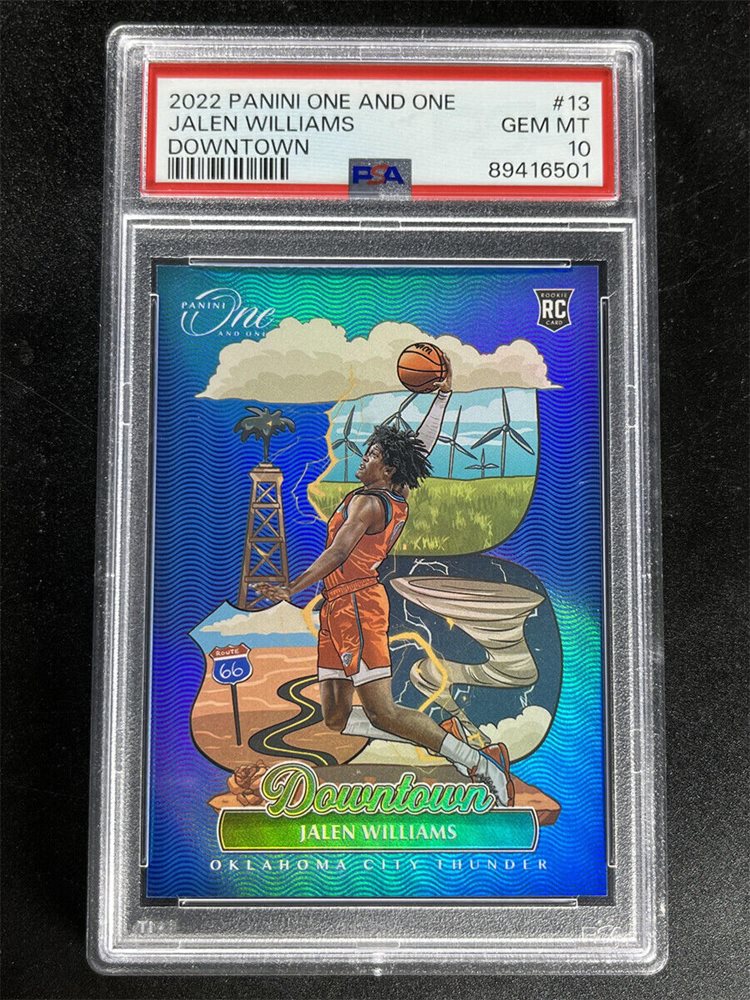 2022 PANINI ONE AND ONE #13
JALEN WILLIAMS GEM MT
DOWNTOWN 10
PSA 89416501
PANINI One
AND ONE
ROOKIE
RC
CARD
ROUTE
66
Downtown
JALEN WILLIAMS
OKLAHOMA CITY THUNDER